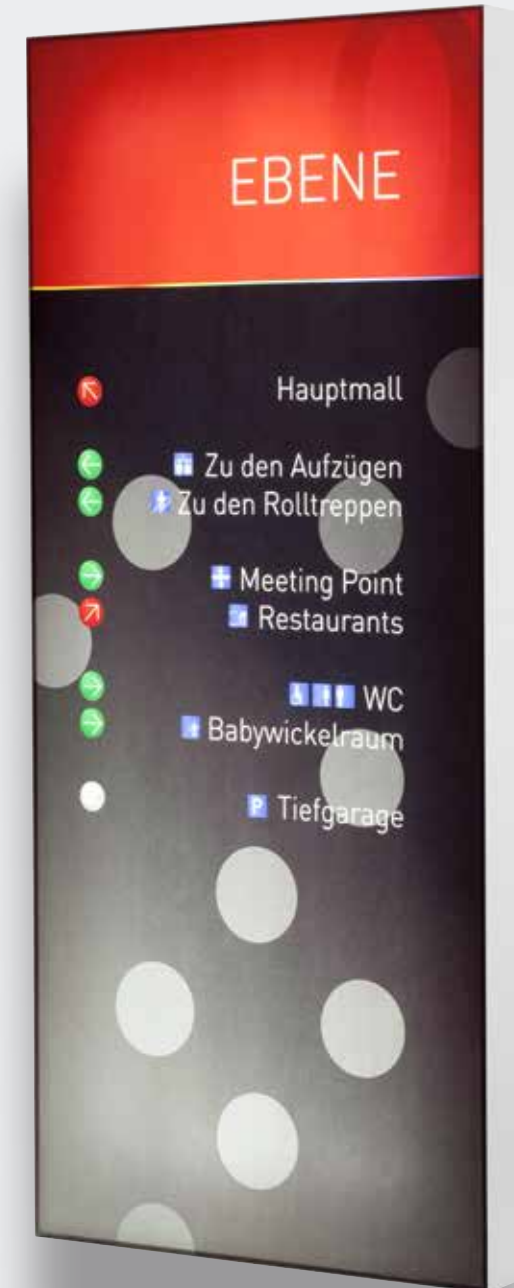 EBENE
Hauptmall
Zu den Aufzügen
Zu den Rolltreppen
Meeting Point
Restaurants
WC
Babywickelraum
P Tiefgarage